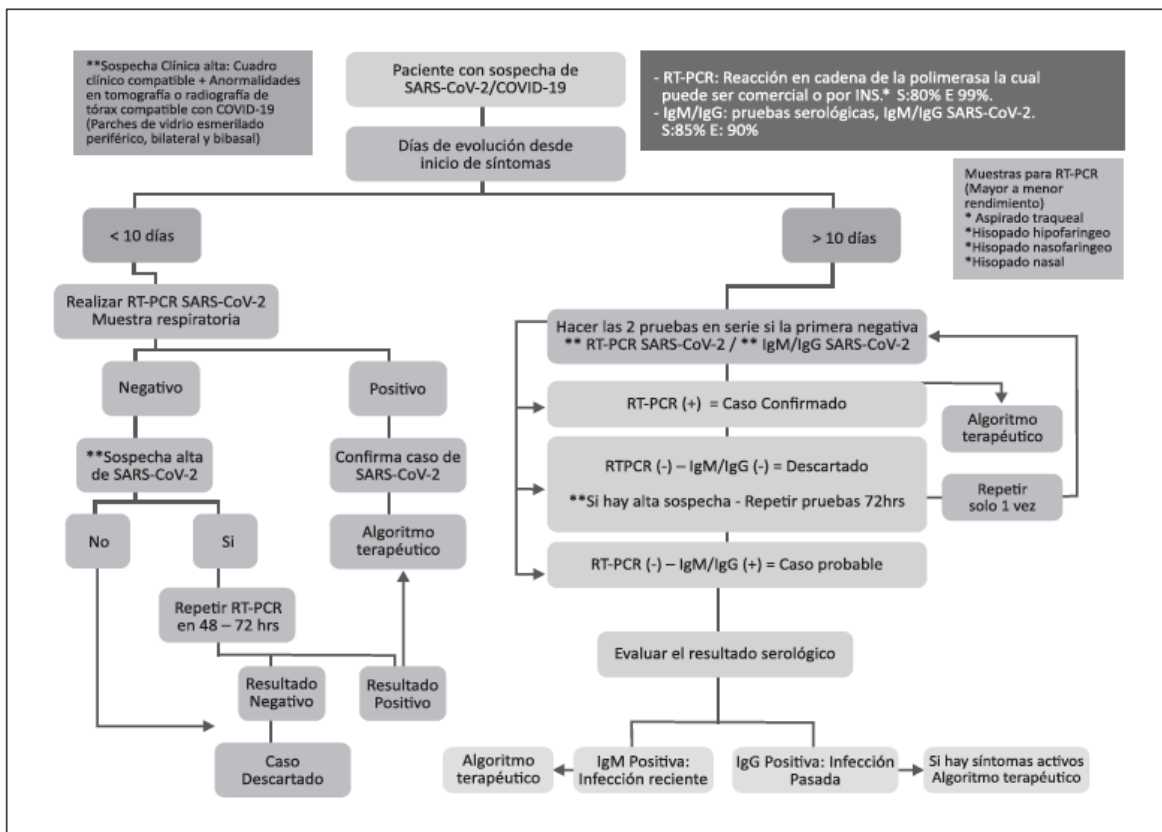 **Sospecha Clínica alta: Cuadro
clínico compatible + Anormalidades
en tomografía o radiografía de
tórax compatible con COVID-19
(Parches de vidrio esmerilado
periférico, bilateral y bibasal)
Paciente con sospecha de
SARS-CoV-2/COVID-19
- RT-PCR: Reacción en cadena de la polimerasa la cual
puede ser comercial o por INS.* S:80% E 99%.
- IgM/IgG: pruebas serológicas, IgM/IgG SARS-CoV-2.
S:85% E: 90%
Días de evolución desde
inicio de síntomas
Muestras para RT-PCR
(Mayor a menor
rendimiento)
* Aspirado traqueal
*Hisopado hipofaringeo
*Hisopado nasofaringeo
*Hisopado nasal
< 10 días
> 10 días
Realizar RT-PCR SARS-CoV-2
Muestra respiratoria
Negativo
Positivo
**Sospecha alta
de SARS-CoV-2
Confirma caso de
SARS-CoV-2
No
Si
Algoritmo
terapéutico
Repetir RT-PCR
en 48 – 72 hrs
Resultado
Negativo
Resultado
Positivo
Caso
Descartado
Hacer las 2 pruebas en serie si la primera negativa
** RT-PCR SARS-CoV-2 / ** IgM/IgG SARS-CoV-2
RT-PCR (+) = Caso Confirmado
Algoritmo
terapéutico
RTPCR (-) – IgM/IgG (-) = Descartado
**Si hay alta sospecha - Repetir pruebas 72hrs
Repetir
solo 1 vez
RT-PCR (-) – IgM/IgG (+) = Caso probable
Evaluar el resultado serológico
Algoritmo
terapéutico
IgM Positiva:
Infección reciente
IgG Positiva: Infección
Pasada
Si hay síntomas activos
Algoritmo terapéutico